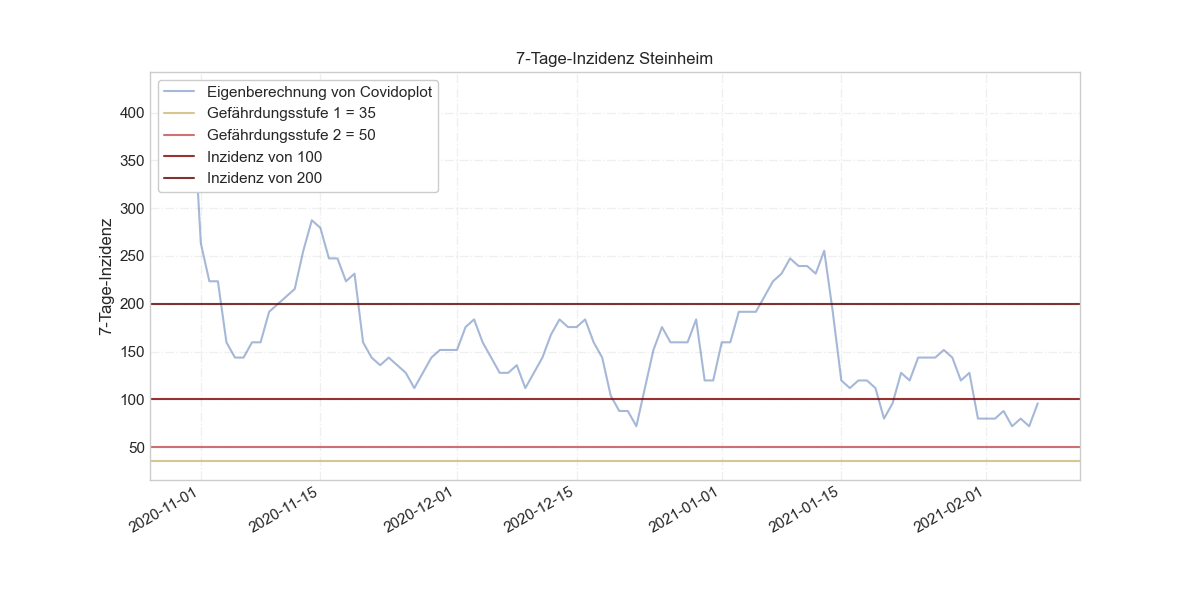 7-Tage-Inzidenz Steinheim
Eigenberechnung von Covidoplot
Gefährdungsstufe 1 = 35
Gefährdungsstufe 2 = 50
Inzidenz von 100
Inzidenz von 200
7-Tage-Inzidenz
400
350
300
250
200
150
100
50
2020-11-01
2020-11-15
2020-12-01
2020-12-15
2021-01-01
2021-01-15
2021-02-01